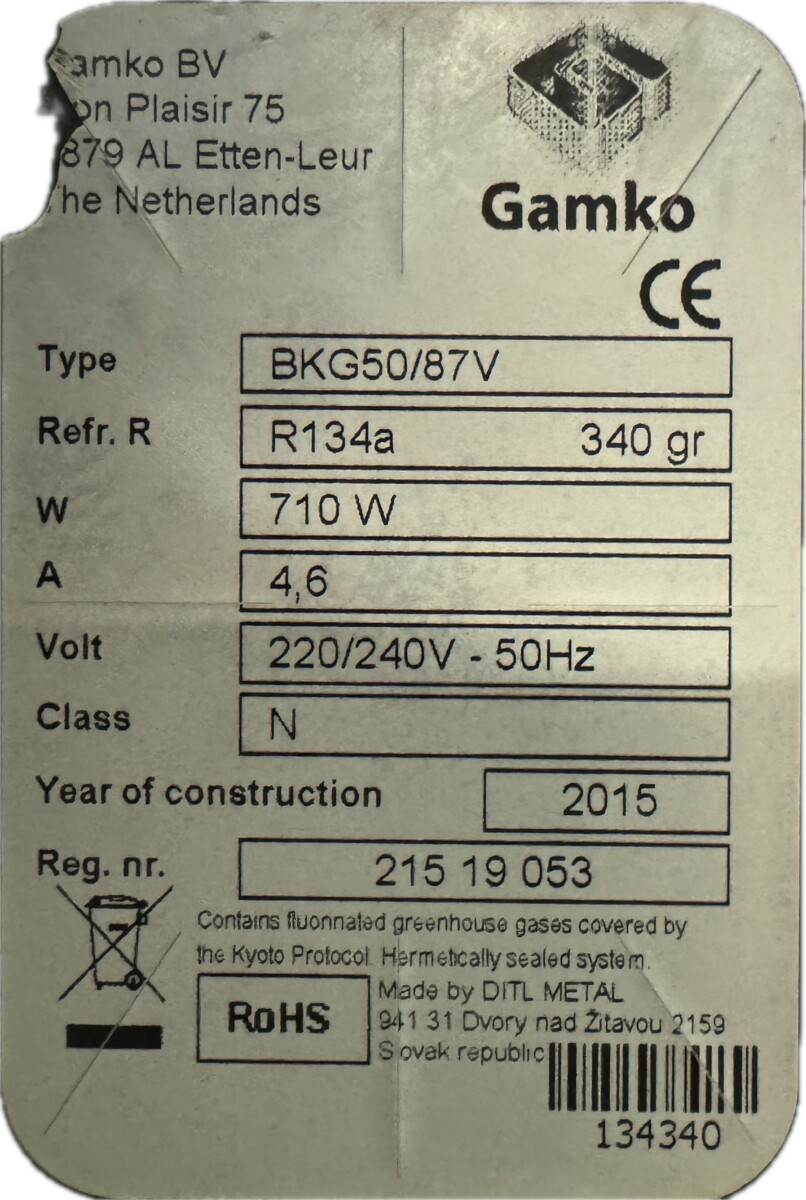 amko BV
on Plaisir 75
879 AL Etten-Leur
he Netherlands
Gamko
CE
Type BKG50/87V
Refr. R R134a 340 gr
W 710 W
A 4,6
Volt 220/240V - 50Hz
Class N
Year of construction 2015
Reg. nr. 215 19 053
Contains fluorinated greenhouse gases covered by
the Kyoto Protocol. Hermetically sealed system.
RoHS
Made by DITL METAL
941 31 Dvory nad Žitavou 2159
Slovak republic
134340